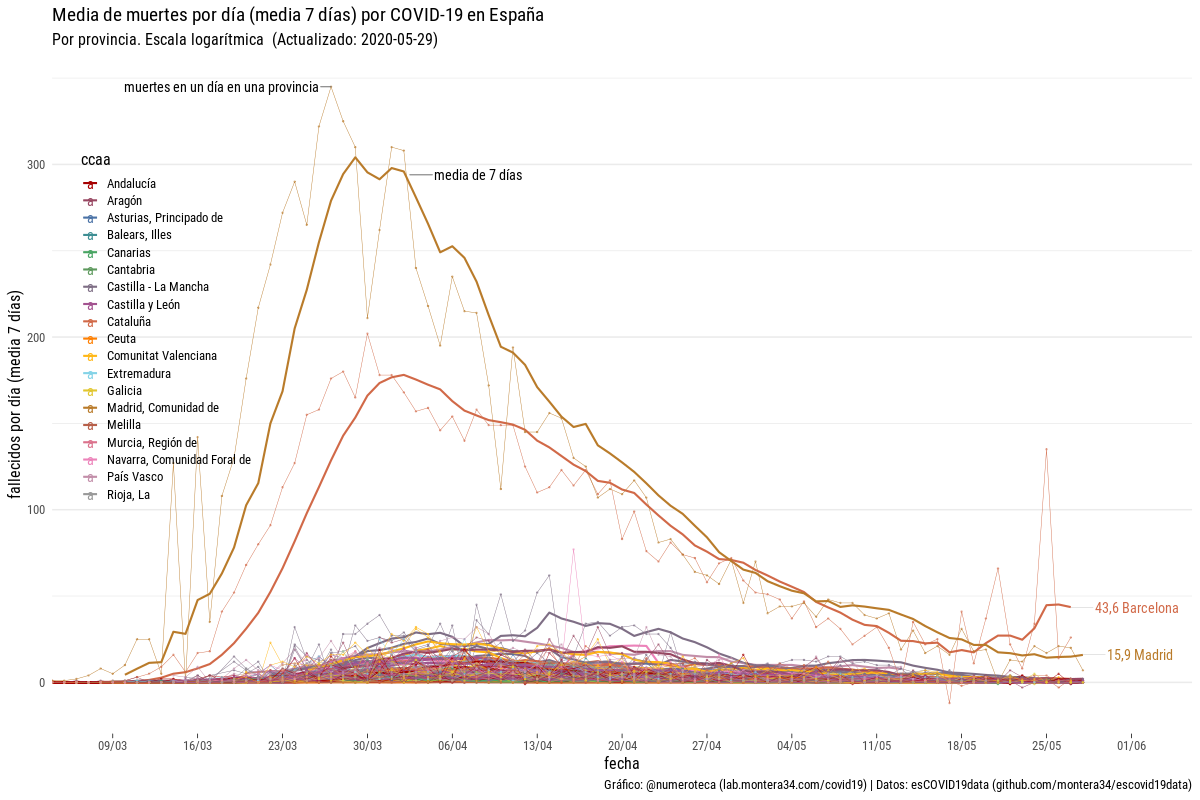 Media de muertes por día (media 7 días) por COVID-19 en España
Por provincia. Escala logarítmica  (Actualizado: 2020-05-29)
muertes en un día en una provincia
media de 7 días
ccaa
Andalucía
Aragón
Asturias, Principado de
Balears, Illes
Canarias
Cantabria
Castilla - La Mancha
Castilla y León
Cataluña
Ceuta
Comunitat Valenciana
Extremadura
Galicia
Madrid, Comunidad de
Melilla
Murcia, Región de
Navarra, Comunidad Foral de
País Vasco
Rioja, La
fallecidos por día (media 7 días)
300
200
100
0
43,6 Barcelona
15,9 Madrid
09/03
16/03
23/03
30/03
06/04
13/04
20/04
27/04
04/05
11/05
18/05
25/05
01/06
fecha
Gráfico: @numeroteca (lab.montera34.com/covid19) | Datos: esCOVID19data (github.com/montera34/escovid19data)